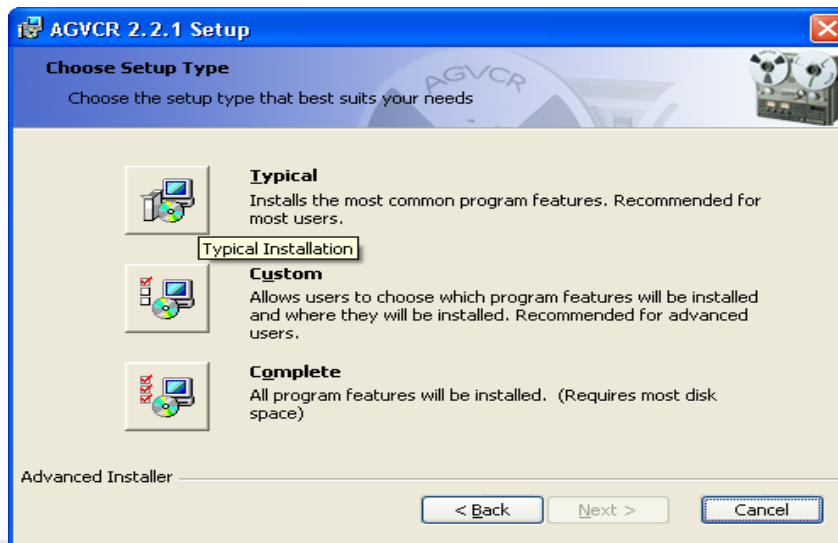 AGVCR 2.2.1 Setup
Choose Setup Type
Choose the setup type that best suits your needs
AGVCR
Typical
Installs the most common program features. Recommended for
most users.
Typical Installation
Custom
Allows users to choose which program features will be installed
and where they will be installed. Recommended for advanced
users.
Complete
All program features will be installed. (Requires most disk
space)
Advanced Installer
< Back
Next >
Cancel